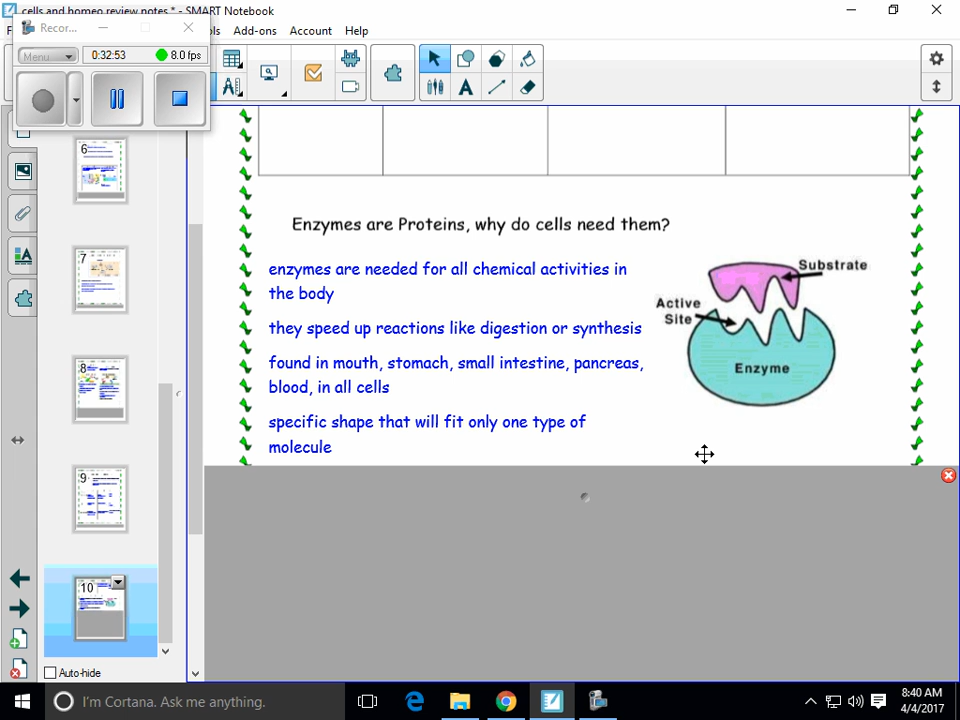 cells and homeo review notes * - SMART Notebook
Recor...
ols Add-ons Account Help
Menu
0:32:53
8.0 fps
6
7
8
9
10
Enzymes are Proteins, why do cells need them?
enzymes are needed for all chemical activities in
the body
they speed up reactions like digestion or synthesis
found in mouth, stomach, small intestine, pancreas,
blood, in all cells
specific shape that will fit only one type of
molecule
Substrate
Active
Site
Enzyme
Auto-hide
I'm Cortana. Ask me anything.
8:40 AM
4/4/2017